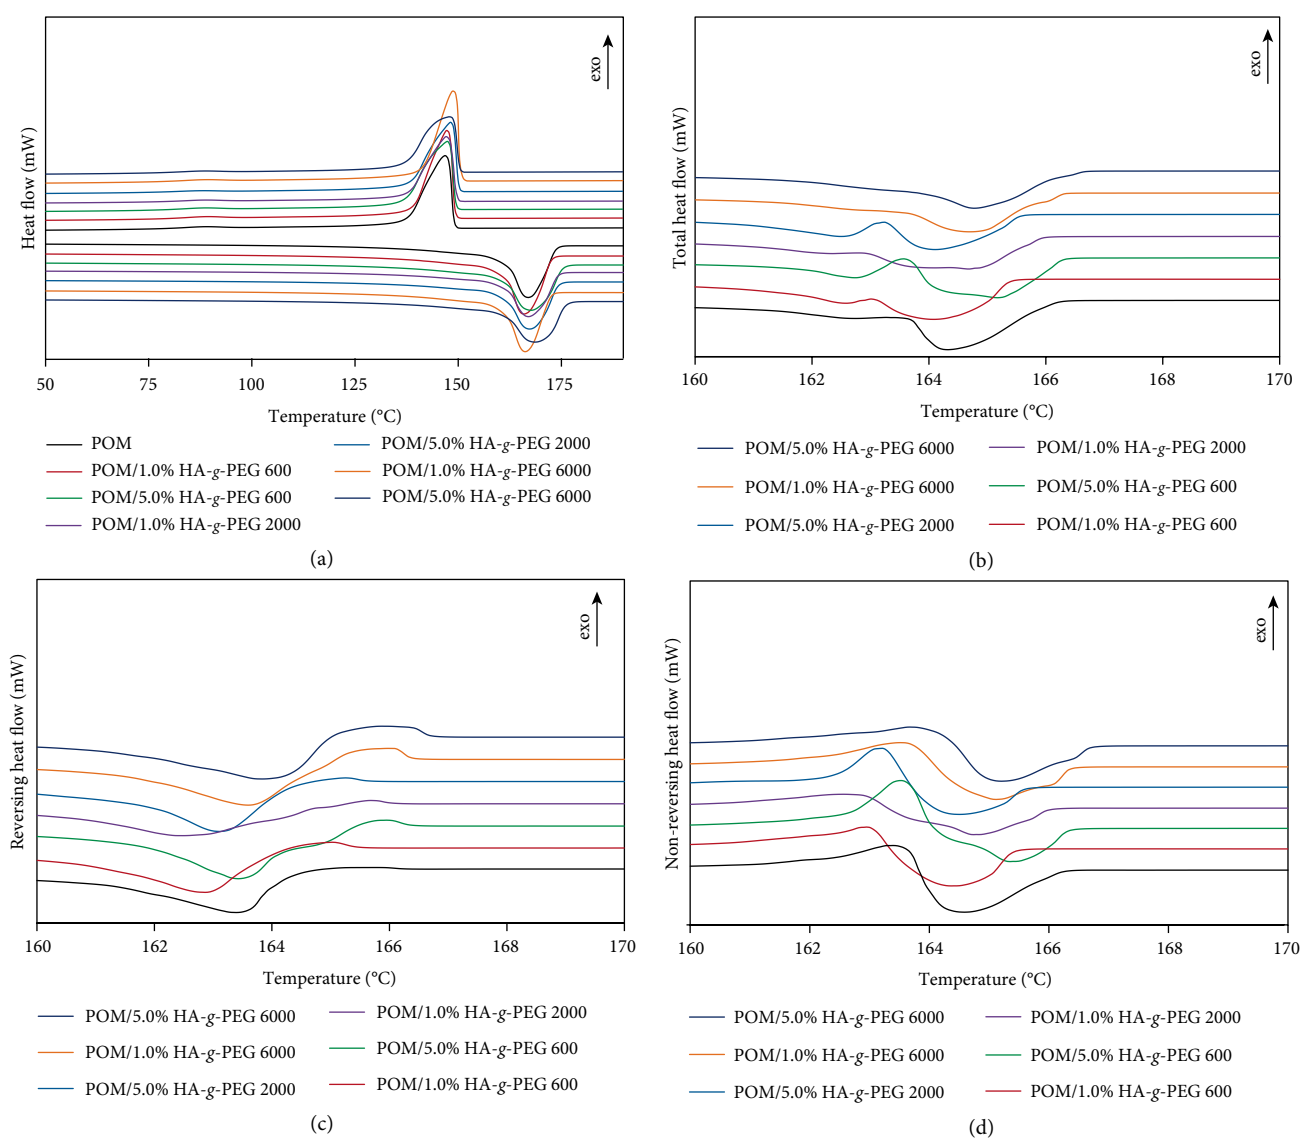 Heat flow (mW)
exo
50 75 100 125 150 175
Temperature (°C)
POM
POM/1.0% HA-g-PEG 600
POM/5.0% HA-g-PEG 600
POM/1.0% HA-g-PEG 2000
POM/5.0% HA-g-PEG 2000
POM/1.0% HA-g-PEG 6000
POM/5.0% HA-g-PEG 6000
(a)
Total heat flow (mW)
exo
160 162 164 166 168 170
Temperature (°C)
POM/5.0% HA-g-PEG 6000
POM/1.0% HA-g-PEG 6000
POM/5.0% HA-g-PEG 2000
POM/1.0% HA-g-PEG 2000
POM/5.0% HA-g-PEG 600
POM/1.0% HA-g-PEG 600
(b)
Reversing heat flow (mW)
exo
160 162 164 166 168 170
Temperature (°C)
POM/5.0% HA-g-PEG 6000
POM/1.0% HA-g-PEG 6000
POM/5.0% HA-g-PEG 2000
POM/1.0% HA-g-PEG 2000
POM/5.0% HA-g-PEG 600
POM/1.0% HA-g-PEG 600
(c)
Non-reversing heat flow (mW)
exo
160 162 164 166 168 170
Temperature (°C)
POM/5.0% HA-g-PEG 6000
POM/1.0% HA-g-PEG 6000
POM/5.0% HA-g-PEG 2000
POM/1.0% HA-g-PEG 2000
POM/5.0% HA-g-PEG 600
POM/1.0% HA-g-PEG 600
(d)